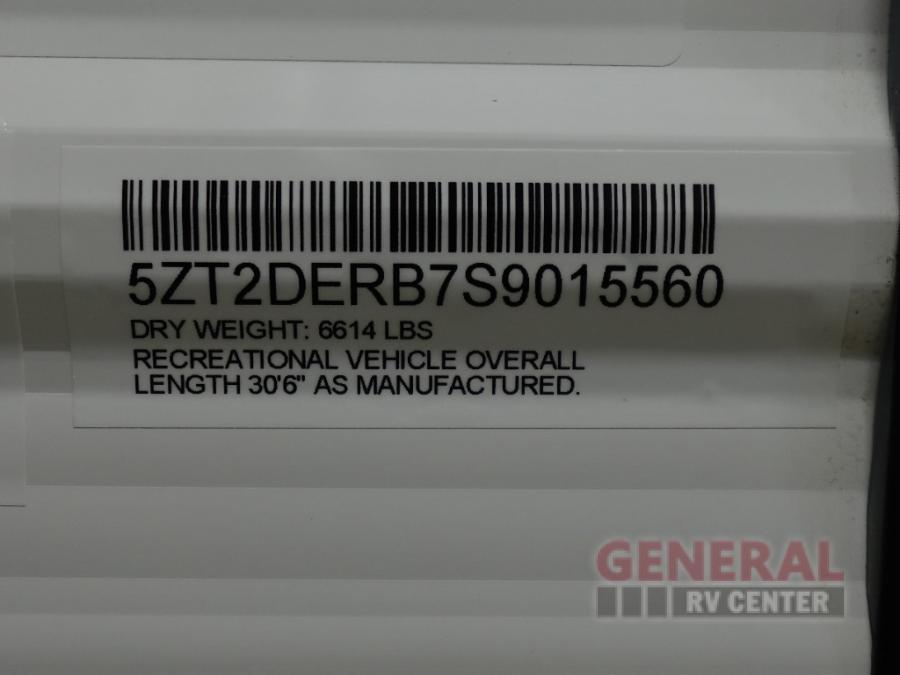 5ZT2DERB7S9015560
DRY WEIGHT: 6614 LBS
RECREATIONAL VEHICLE OVERALL
LENGTH 30'6" AS MANUFACTURED.
GENERAL
RV CENTER